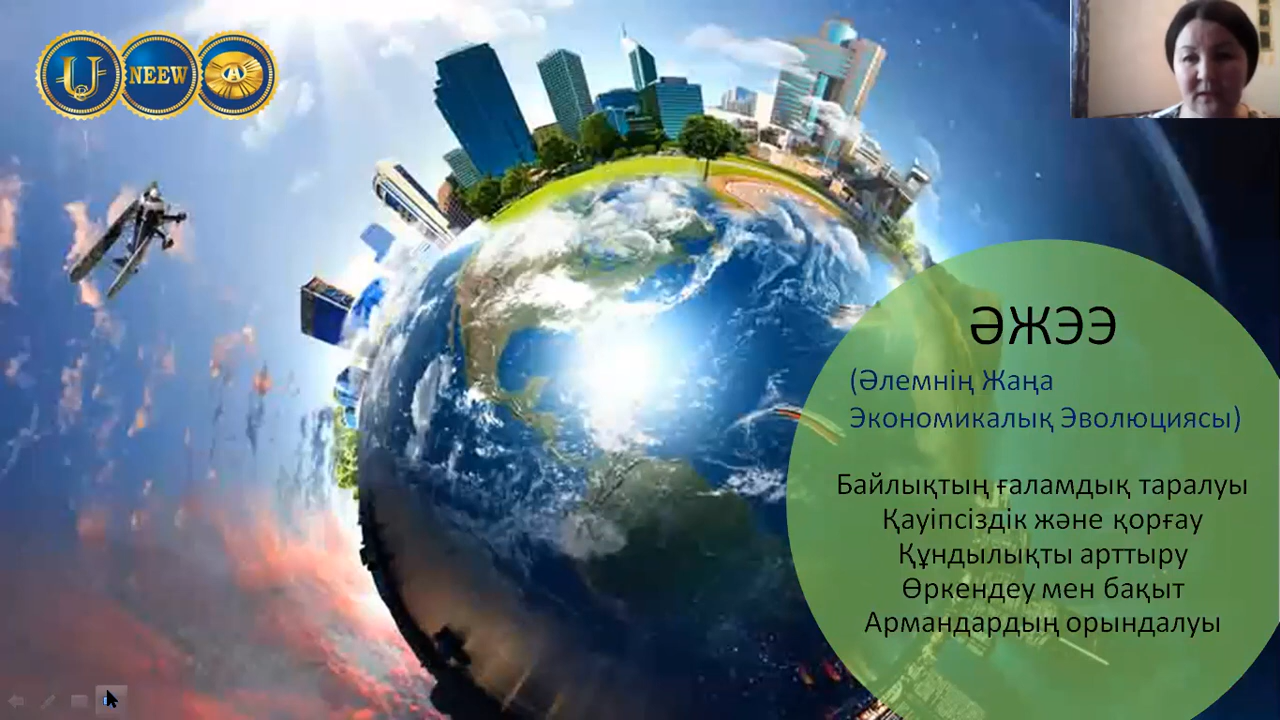 NEEW
ӘЖЭЭ
(Әлемнің Жаңа
Экономикалық Эволюциясы)
Байлықтың ғаламдық таралуы
Қауіпсіздік және қорғау
Құндылықты арттыру
Өркендеу мен бақыт
Армандардың орындалуы